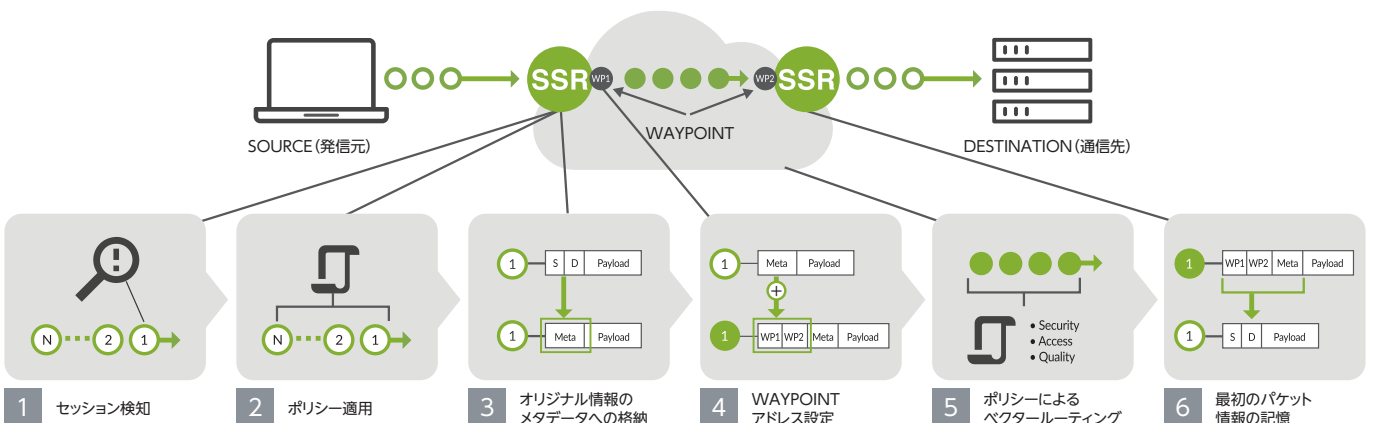 SSR
WP1
WP2
SSR
WAYPOINT
SOURCE（発信元）
DESTINATION（通信先）
N 2 1
1 セッション検知
N 2 1
2 ポリシー適用
1 S D Payload
1 Meta Payload
3 オリジナル情報の
メタデータへの格納
1 Meta Payload
+
1 WP1 WP2 Meta Payload
4 WAYPOINT
アドレス設定
• Security
• Access
• Quality
5 ポリシーによる
ベクタールーティング
1 WP1 WP2 Meta Payload
1 S D Payload
6 最初のパケット
情報の記憶